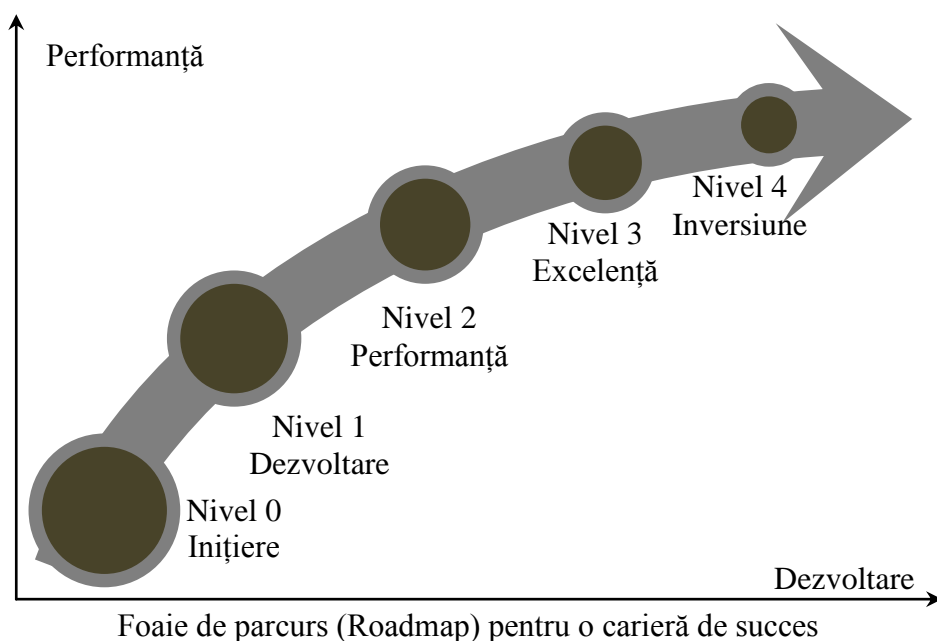 Performanță
Nivel 4
Inversiune
Nivel 3
Excelență
Nivel 2
Performanță
Nivel 1
Dezvoltare
Nivel 0
Inițiere
Dezvoltare
Foaie de parcurs (Roadmap) pentru o carieră de succes